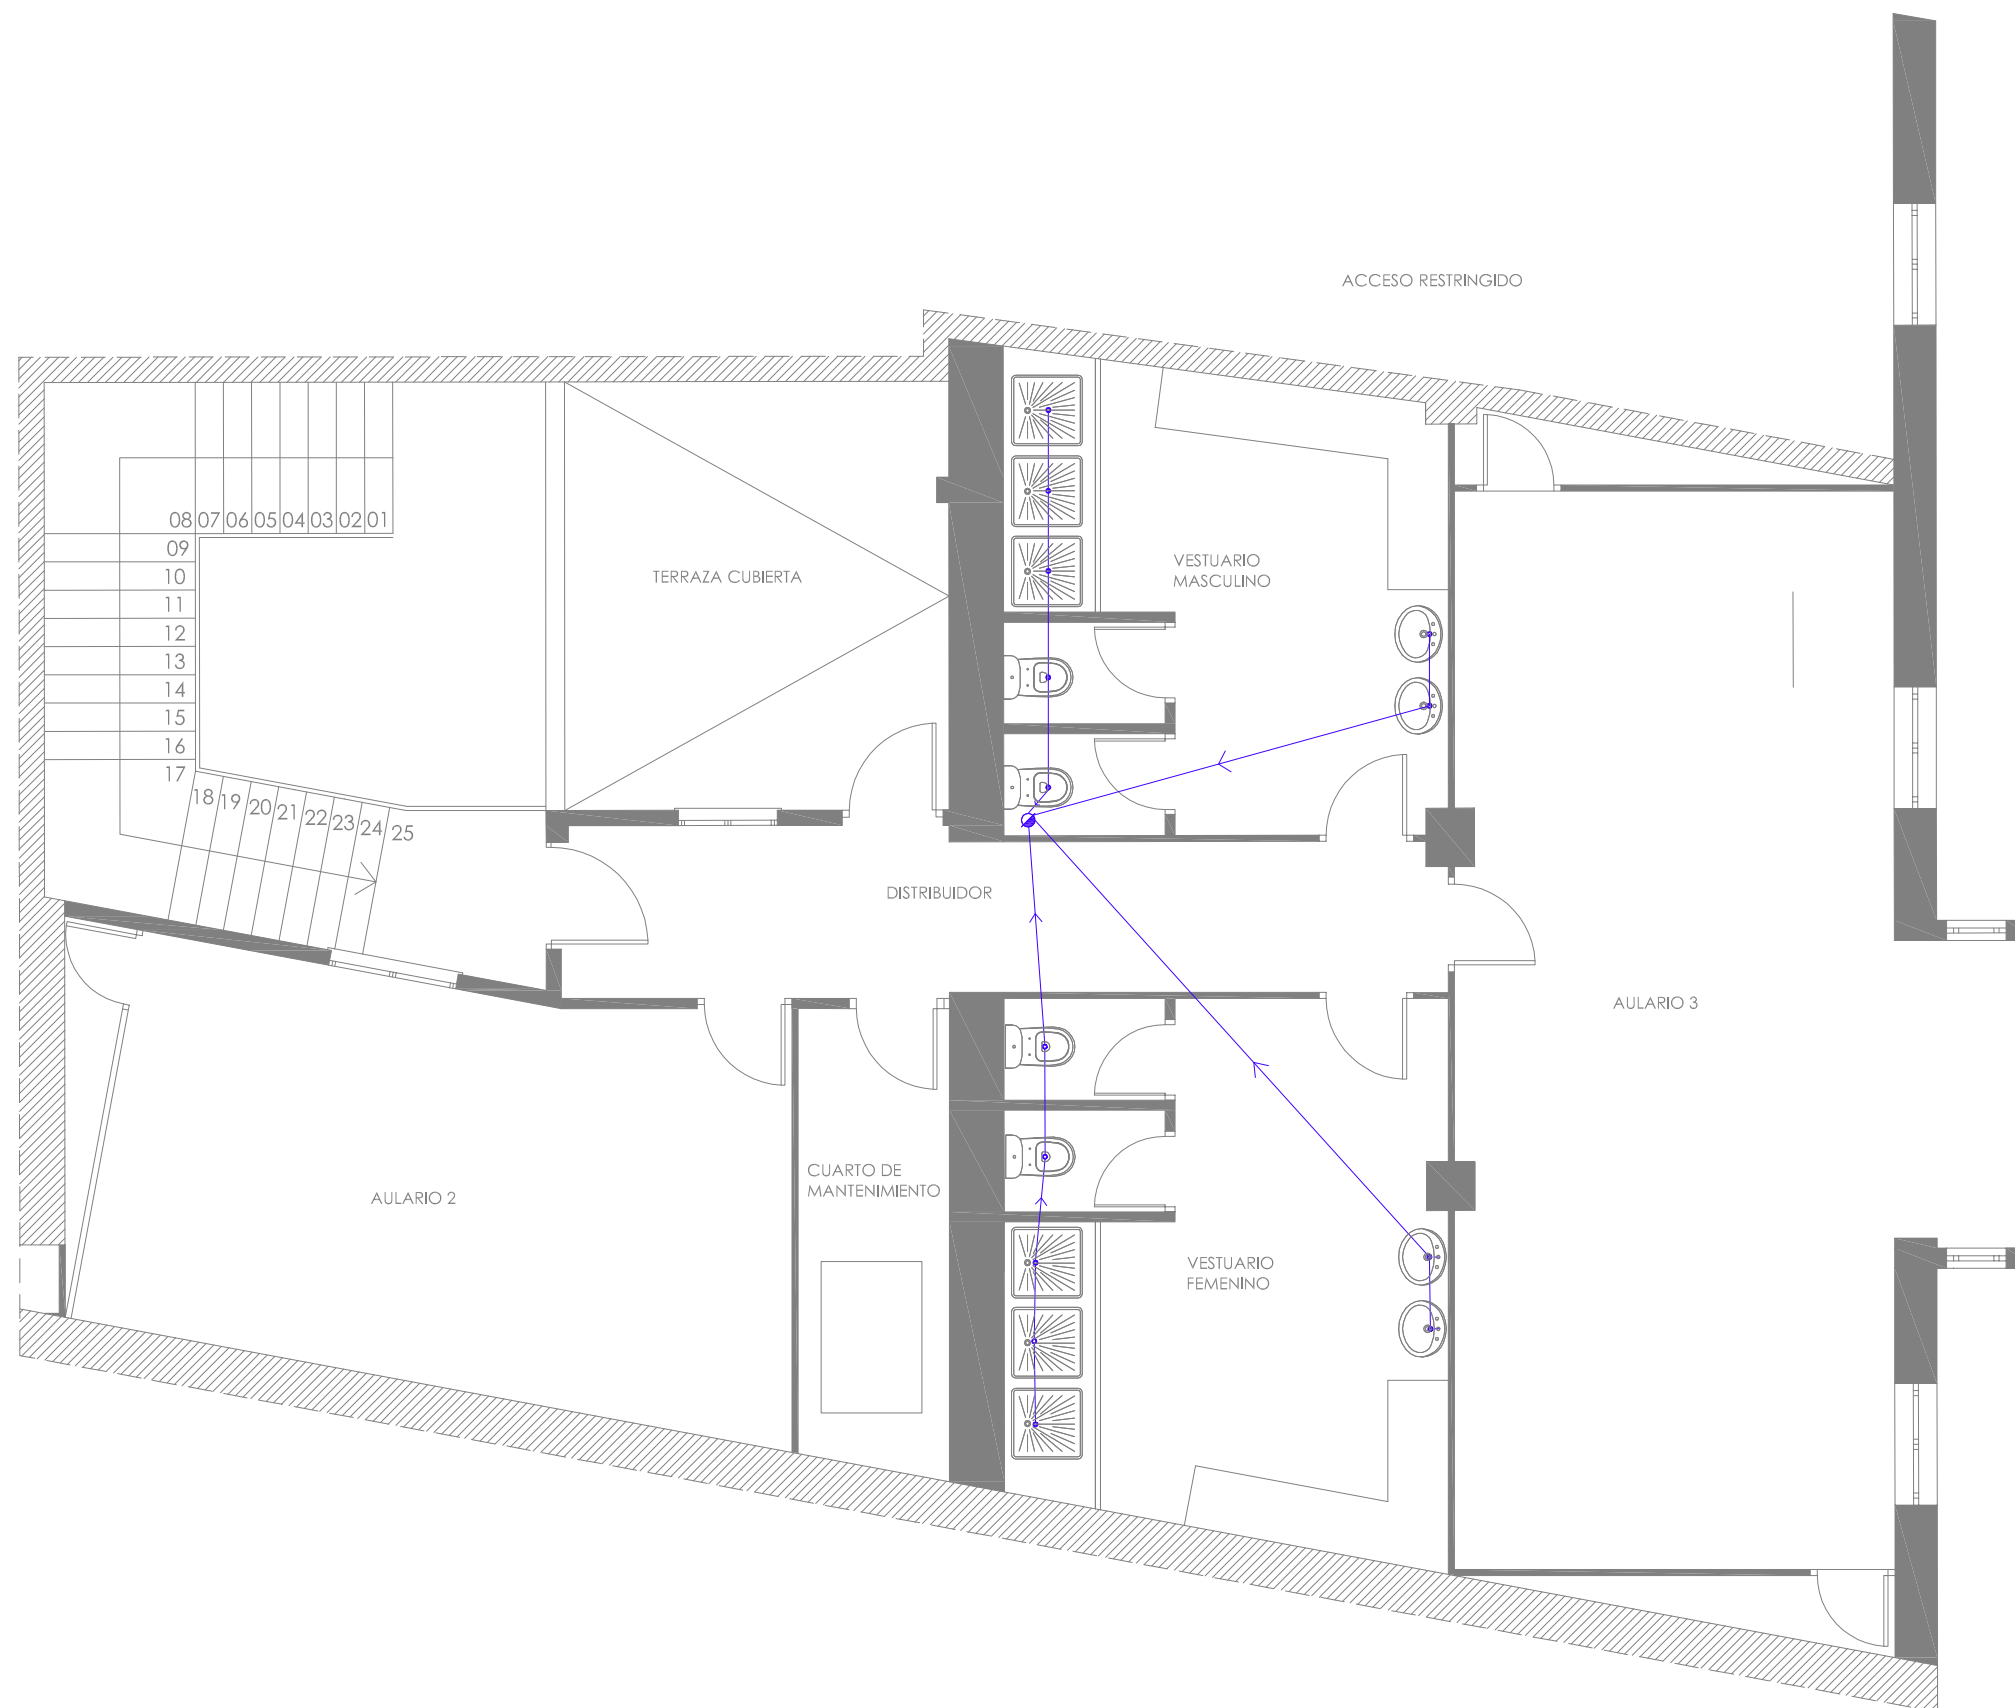 ACCESO RESTRINGIDO
08 07 06 05 04 03 02 01
09
10
11
12
13
14
15
16
17
18 19 20 21 22 23 24 25
TERRAZA CUBIERTA
VESTUARIO
MASCULINO
DISTRIBUIDOR
AULARIO 3
CUARTO DE
MANTENIMIENTO
AULARIO 2
VESTUARIO
FEMENINO